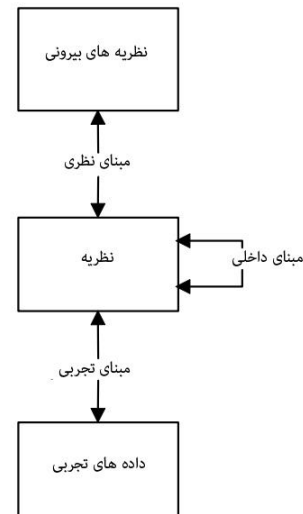 نظریه های بیرونی
مبنای نظری
نظریه
مبنای داخلی
مبنای تجربی
داده های تجربی